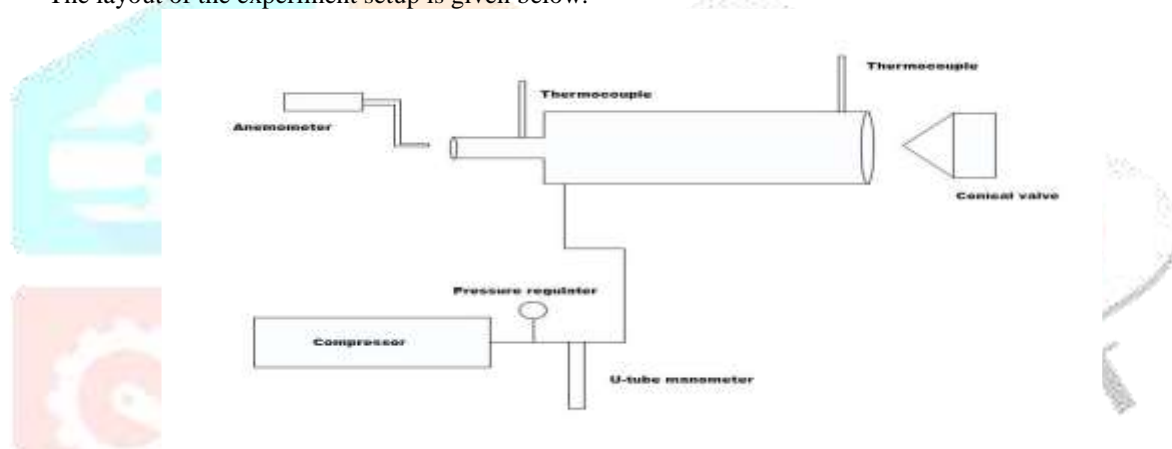 The layout of the experiment setup is given below.
Thermocouple
Thermocouple
Anemometer
Conical valve
Pressure regulator
Compressor
U-tube manometer